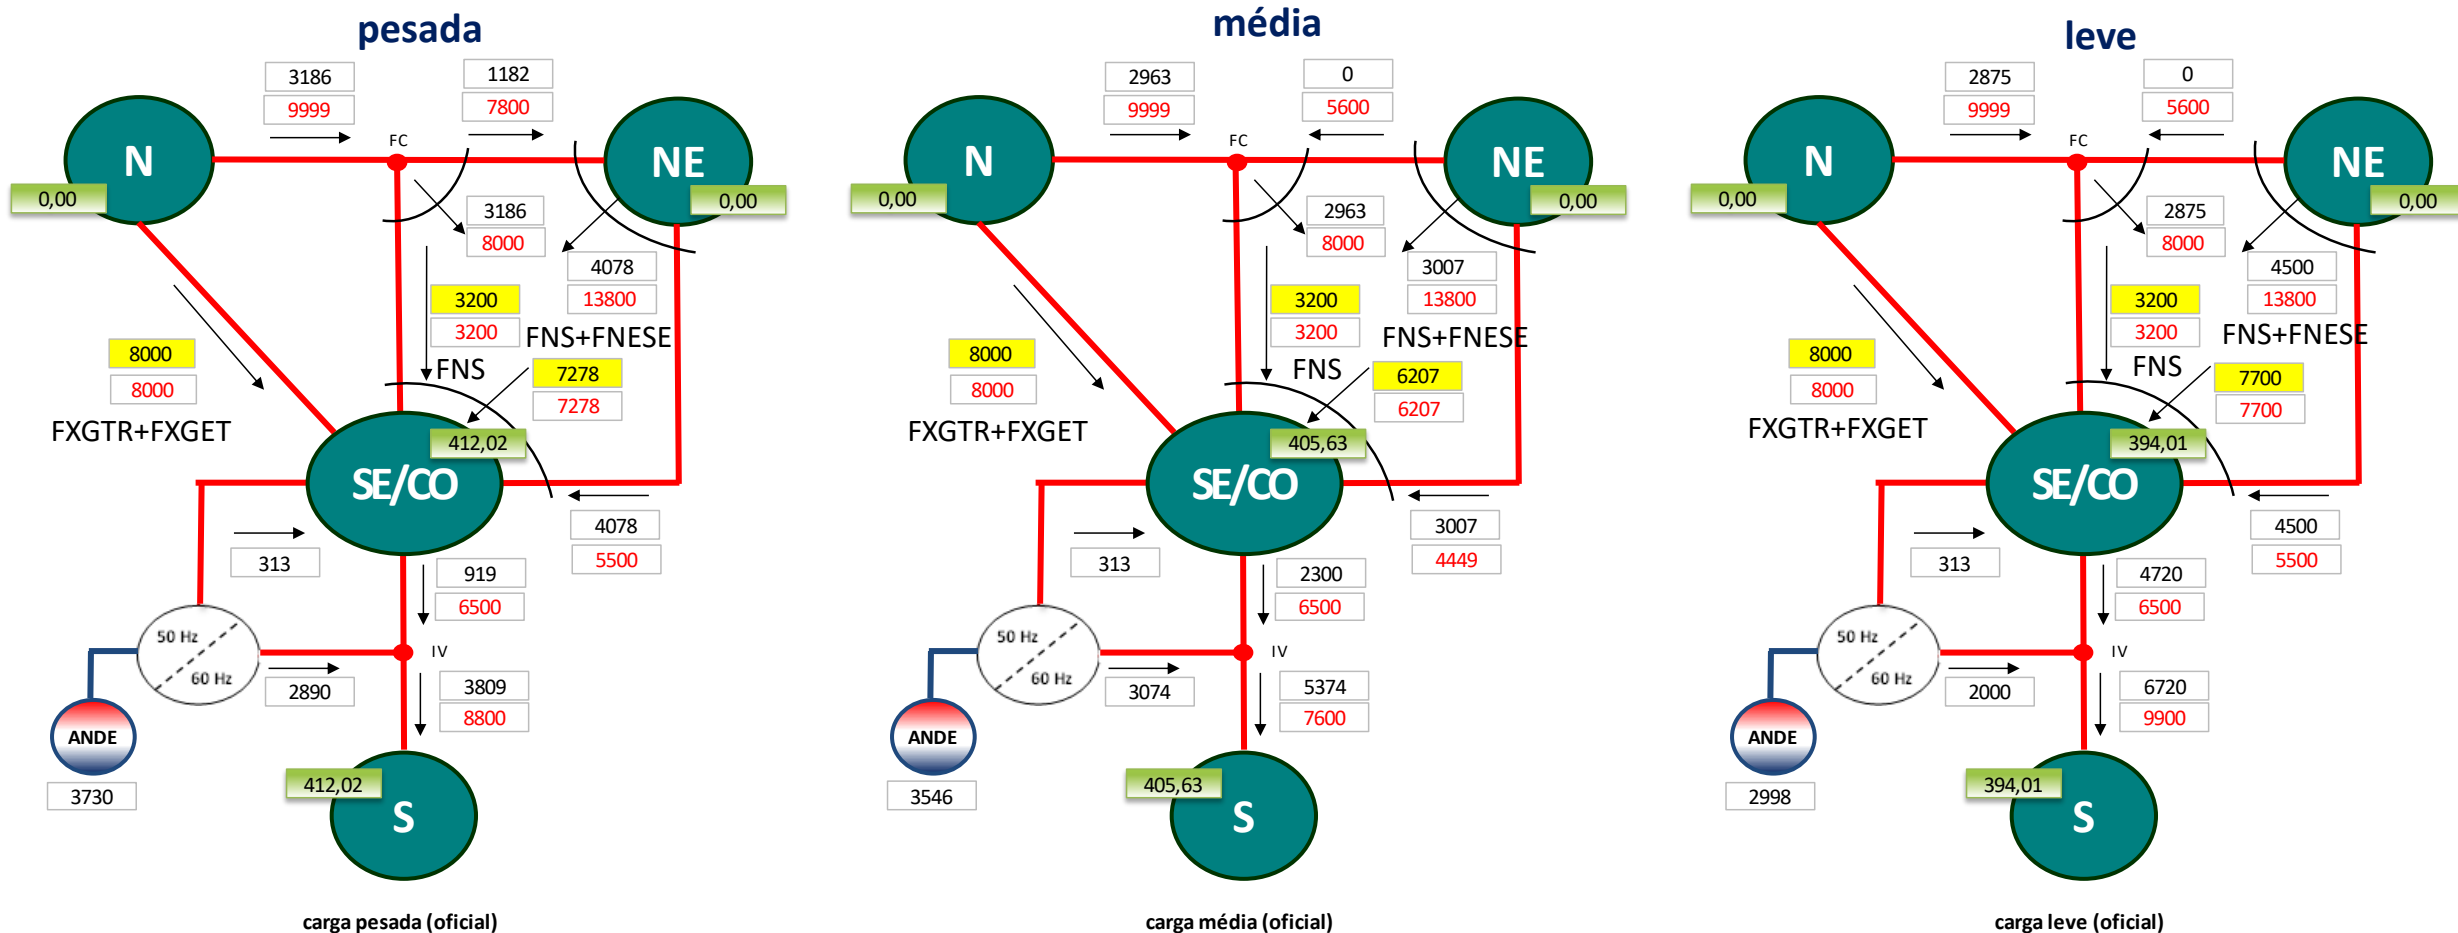 pesada
3186
9999
1182
7800
FC
N
NE
0,00
0,00
3186
8000
4078
13800
3200
3200
FNS+FNESE
8000
8000
FNS
7278
7278
FXGTR+FXGET
412,02
SE/CO
4078
5500
313
919
6500
50 Hz
60 Hz
IV
2890
3809
8800
ANDE
3730
412,02
S
carga pesada (oficial)
média
2963
9999
0
5600
FC
N
NE
0,00
0,00
2963
8000
3007
13800
3200
3200
FNS+FNESE
8000
8000
FNS
6207
6207
FXGTR+FXGET
405,63
SE/CO
3007
4449
313
2300
6500
50 Hz
60 Hz
IV
3074
5374
7600
ANDE
3546
405,63
S
carga média (oficial)
leve
2875
9999
0
5600
FC
N
NE
0,00
0,00
2875
8000
4500
13800
3200
3200
FNS+FNESE
8000
8000
FNS
7700
7700
FXGTR+FXGET
394,01
SE/CO
4500
5500
313
4720
6500
50 Hz
60 Hz
IV
2000
6720
9900
ANDE
2998
394,01
S
carga leve (oficial)